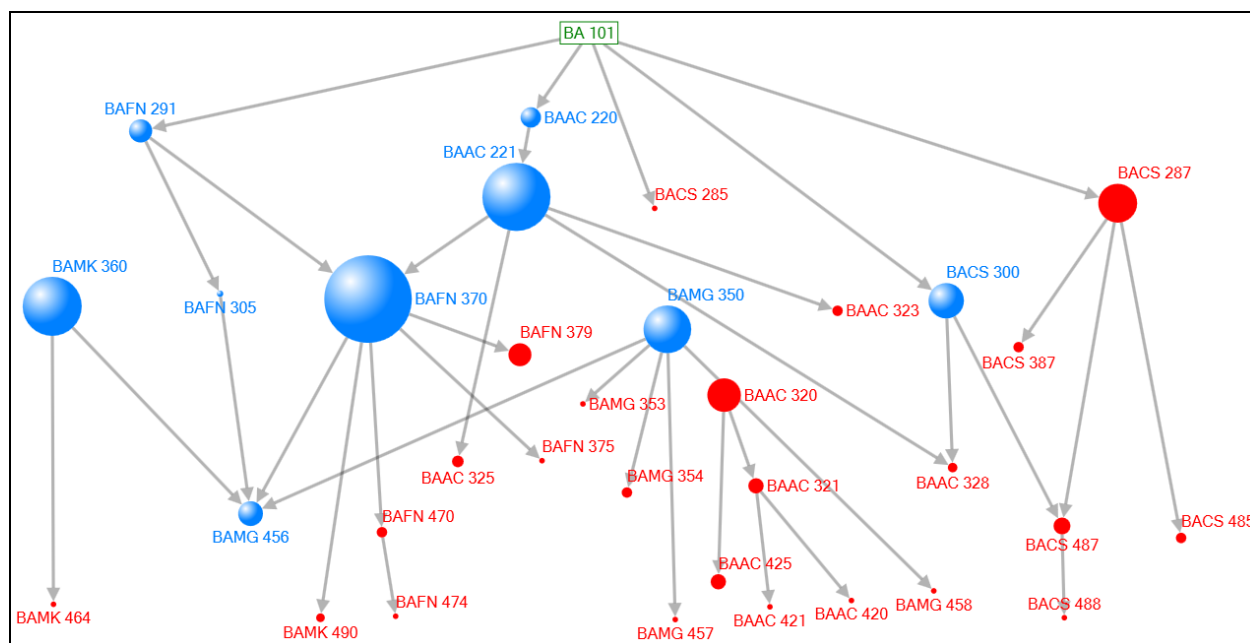 BA 101
BAFN 291
BAAC 220
BAAC 221
BACS 287
BACS 285
BAMK 360
BACS 300
BAFN 305
BAFN 370
BAMG 350
BAAC 323
BAFN 379
BACS 387
BAAC 320
BAMG 353
BAFN 375
BAAC 325
BAMG 354
BAAC 328
BAAC 321
BAFN 470
BACS 485
BAMG 456
BACS 487
BAAC 425
BAFN 474
BAMG 458
BACS 488
BAAC 420
BAMK 464
BAMK 490
BAMG 457
BAAC 421